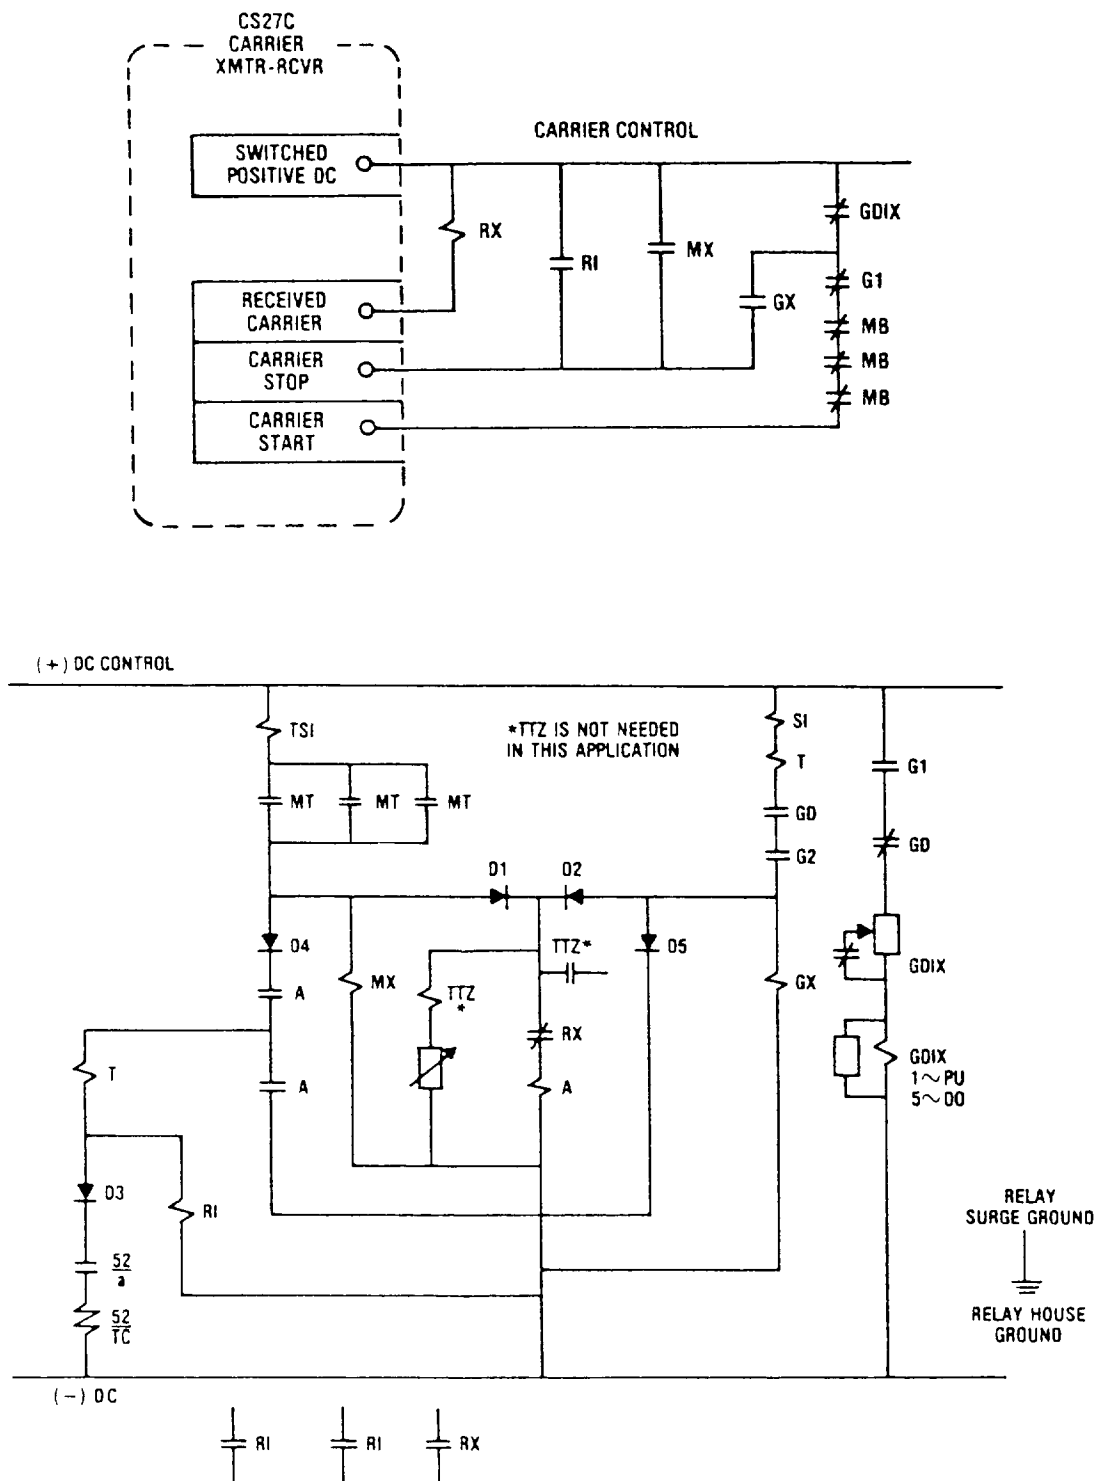 CS27C
CARRIER
XMTR-RCVR
CARRIER CONTROL
SWITCHED
POSITIVE DC
RX
RI
MX
GDIX
GX
G1
MB
MB
MB
RECEIVED
CARRIER
CARRIER
STOP
CARRIER
START
(+) DC CONTROL
TSI
*TTZ IS NOT NEEDED
IN THIS APPLICATION
SI
T
G1
MT
MT
MT
GD
GD
G2
D1
D2
D4
TTZ*
D5
GDIX
A
MX
TTZ
*
GX
RX
T
A
A
GDIX
1~PU
5~DO
D3
RI
RELAY
SURGE GROUND
52
a
52
TC
RELAY HOUSE
GROUND
(-) DC
RI
RI
RX